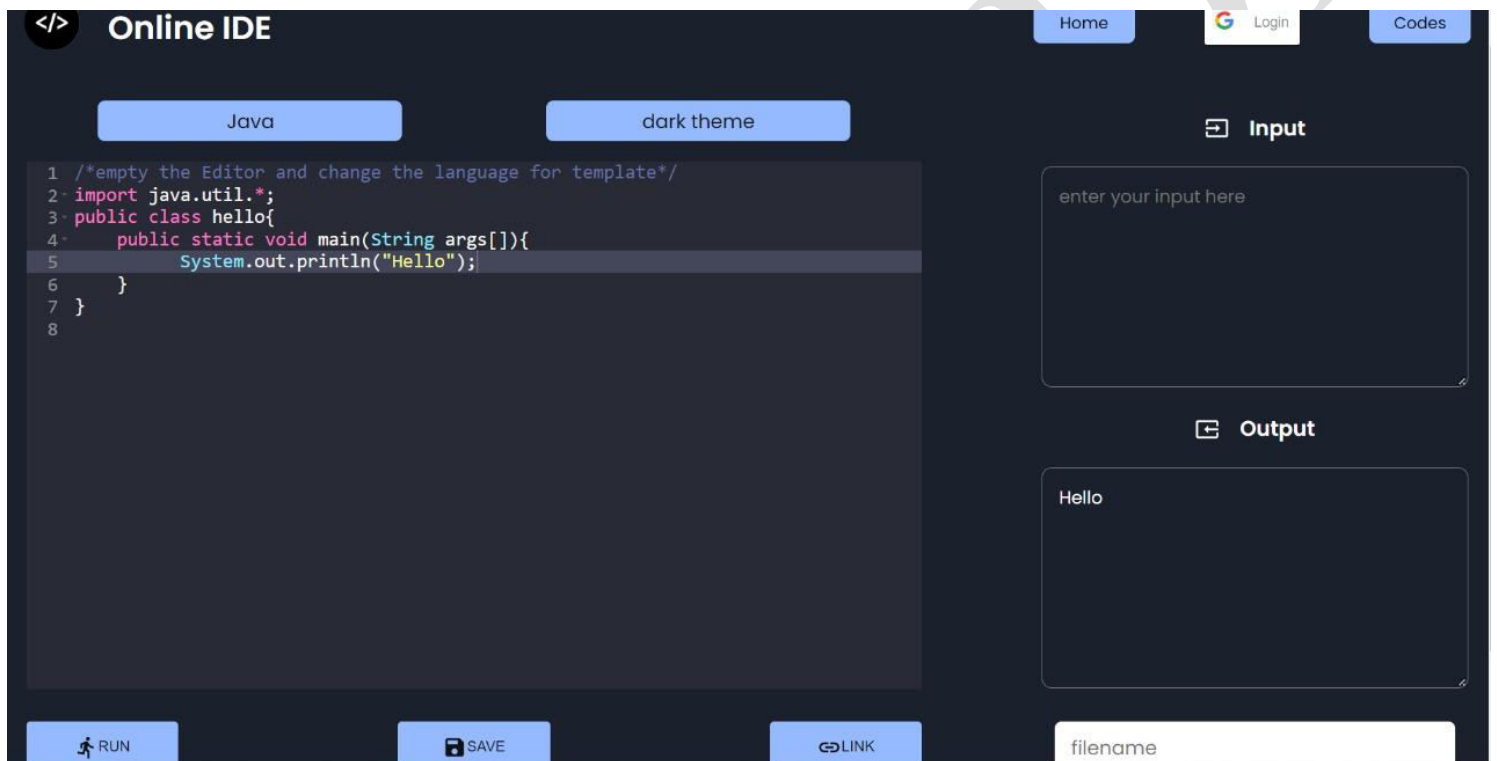 </> Online IDE
Home
Login
Codes
Java
dark theme
Input
1 /*empty the Editor and change the language for template*/
2 import java.util.*;
3 public class hello{
4     public static void main(String args[]){
5           System.out.println("Hello");
6     }
7 }
8
enter your input here
Output
Hello
RUN
SAVE
LINK
filename